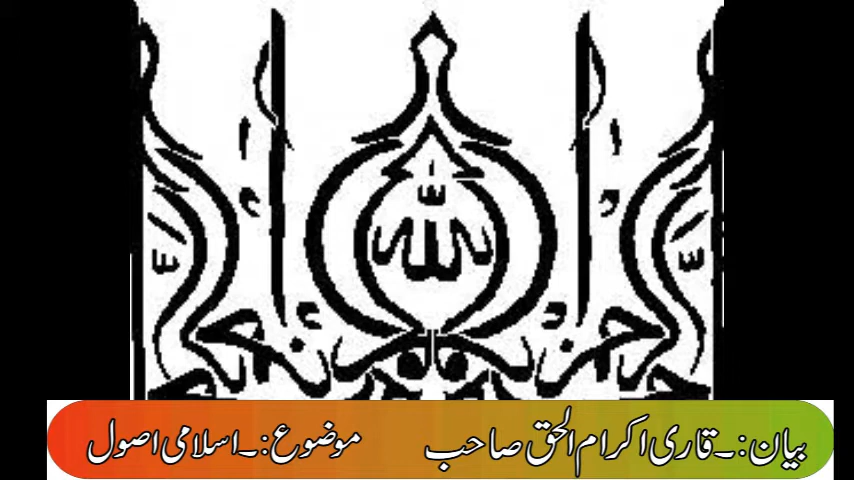 الله
بیان:۔قاری اکرام الحق صاحب موضوع:۔اسلامی اصول